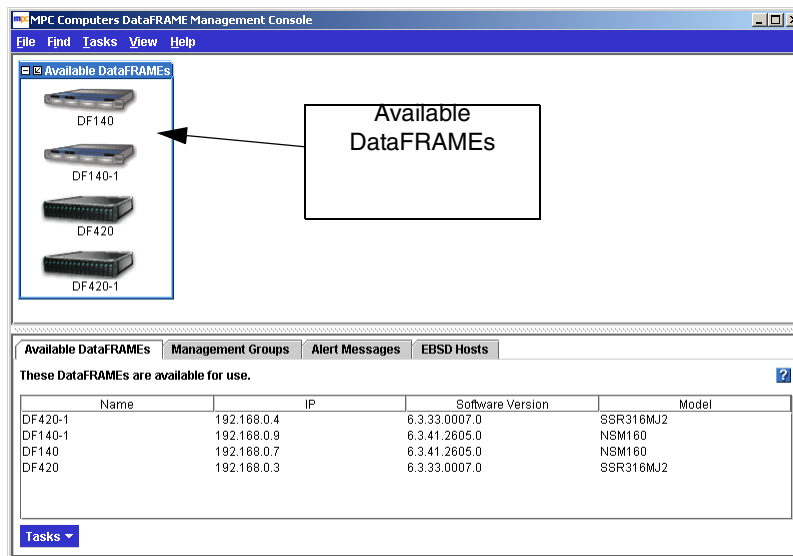 mpc MPC Computers DataFRAME Management Console
File Find Tasks View Help
Available DataFRAMEs
DF140
DF140-1
DF420
DF420-1
Available
DataFRAMEs
Available DataFRAMEs Management Groups Alert Messages EBSD Hosts
These DataFRAMEs are available for use. ?
Name IP Software Version Model
DF420-1 192.168.0.4 6.3.33.0007.0 SSR316MJ2
DF140-1 192.168.0.9 6.3.41.2605.0 NSM160
DF140 192.168.0.7 6.3.41.2605.0 NSM160
DF420 192.168.0.3 6.3.33.0007.0 SSR316MJ2
Tasks